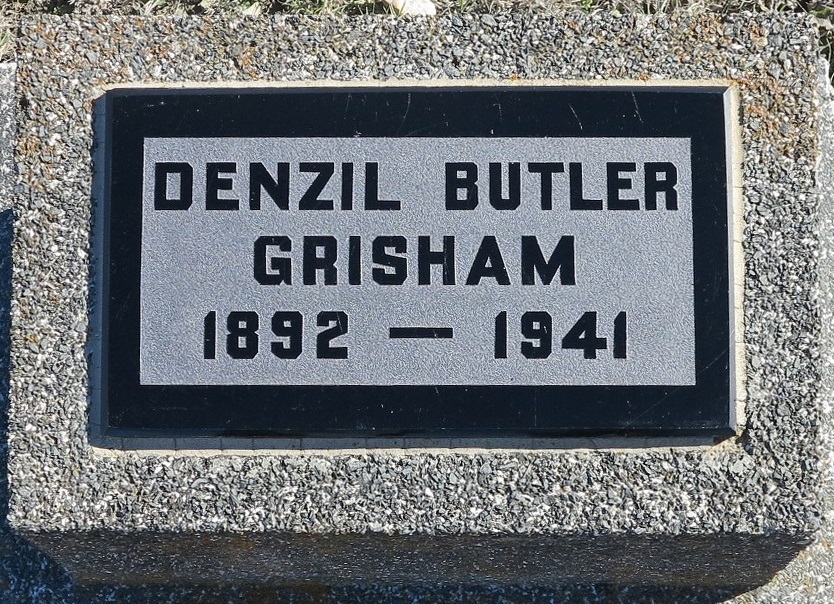 DENZIL BUTLER
GRISHAM
1892 — 1941